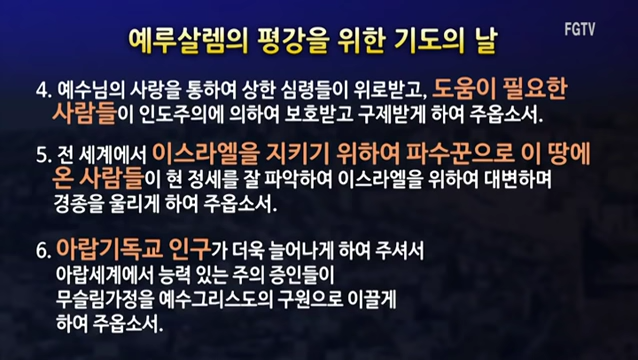 예루살렘의 평강을 위한 기도의 날
FGTV
4. 예수님의 사랑을 통하여 상한 심령들이 위로받고, 도움이 필요한
사람들이 인도주의에 의하여 보호받고 구제받게 하여 주옵소서.
5. 전 세계에서 이스라엘을 지키기 위하여 파수꾼으로 이 땅에
온 사람들이 현 정세를 잘 파악하여 이스라엘을 위하여 대변하며
경종을 울리게 하여 주옵소서.
6. 아랍기독교 인구가 더욱 늘어나게 하여 주셔서
아랍세계에서 능력 있는 주의 증인들이
무슬림가정을 예수그리스도의 구원으로 이끌게
하여 주옵소서.